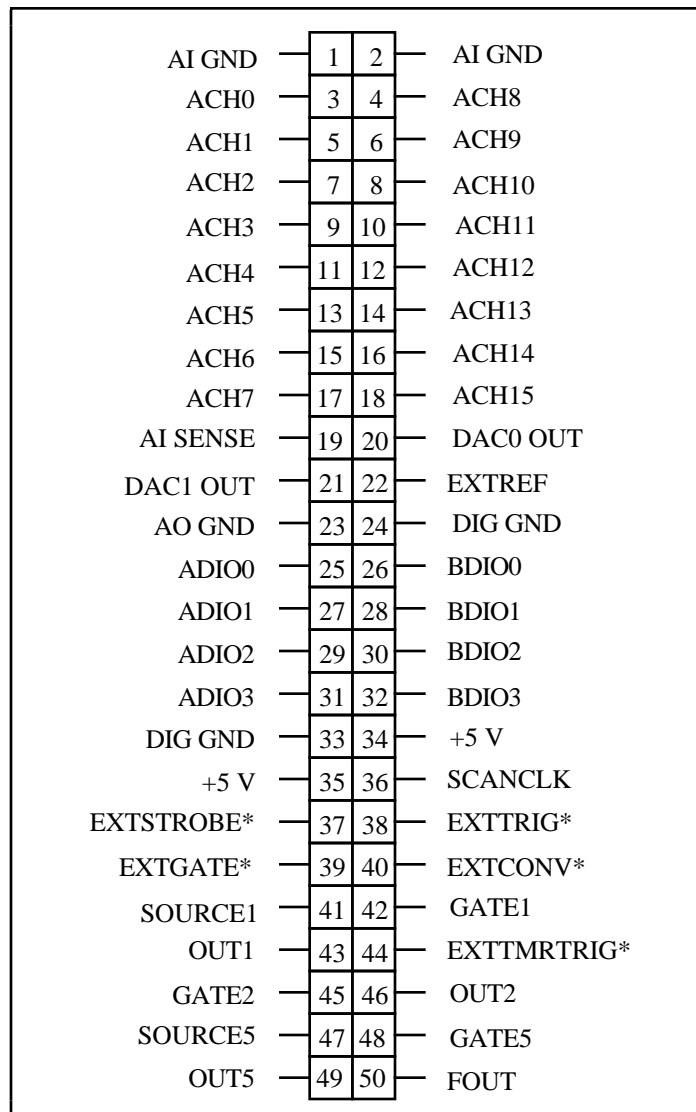 AI GND 1 2 AI GND
ACH0 3 4 ACH8
ACH1 5 6 ACH9
ACH2 7 8 ACH10
ACH3 9 10 ACH11
ACH4 11 12 ACH12
ACH5 13 14 ACH13
ACH6 15 16 ACH14
ACH7 17 18 ACH15
AI SENSE 19 20 DAC0 OUT
DAC1 OUT 21 22 EXTREF
AO GND 23 24 DIG GND
ADIO0 25 26 BDIO0
ADIO1 27 28 BDIO1
ADIO2 29 30 BDIO2
ADIO3 31 32 BDIO3
DIG GND 33 34 +5 V
+5 V 35 36 SCANCLK
EXTSTROBE* 37 38 EXTTRIG*
EXTGATE* 39 40 EXTCONV*
SOURCE1 41 42 GATE1
OUT1 43 44 EXTTMRTRIG*
GATE2 45 46 OUT2
SOURCE5 47 48 GATE5
OUT5 49 50 FOUT